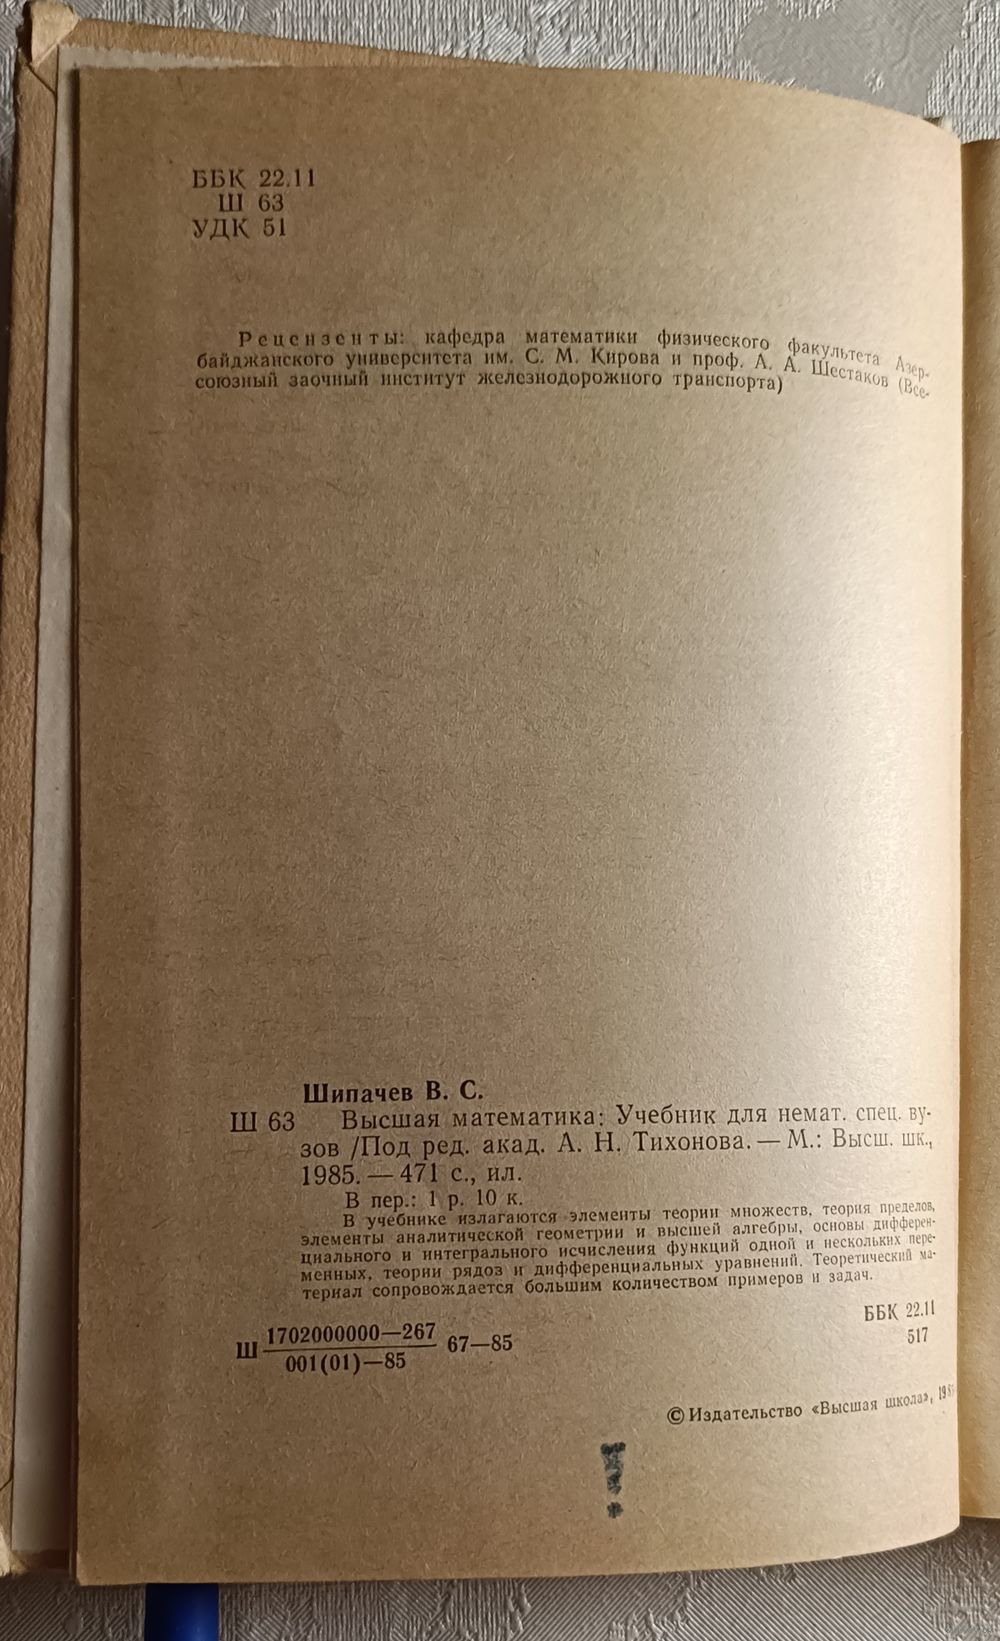 ББК 22.11
Ш 63
УДК 51
Рецензенты: кафедра математики физического факультета Азер-
байджанского университета им. С. М. Кирова и проф. А. А. Шестаков (Все-
союзный заочный институт железнодорожного транспорта)
Шипачев В. С.
Ш 63 Высшая математика: Учебник для немат. спец. ву-
зов /Под ред. акад. А. Н. Тихонова. — М.: Высш. шк.,
1985. — 471 с., ил.
В пер.: 1 р. 10 к.
В учебнике излагаются элементы теории множеств, теория пределов,
элементы аналитической геометрии и высшей алгебры, основы дифферен-
циального и интегрального исчисления функций одной и нескольких пере-
менных, теории рядоз и дифференциальных уравнений. Теоретический ма-
териал сопровождается большим количеством примеров и задач.
Ш 1702000000—267 67—85
001(01)—85
ББК 22.11
517
© Издательство «Высшая школа», 1985
!